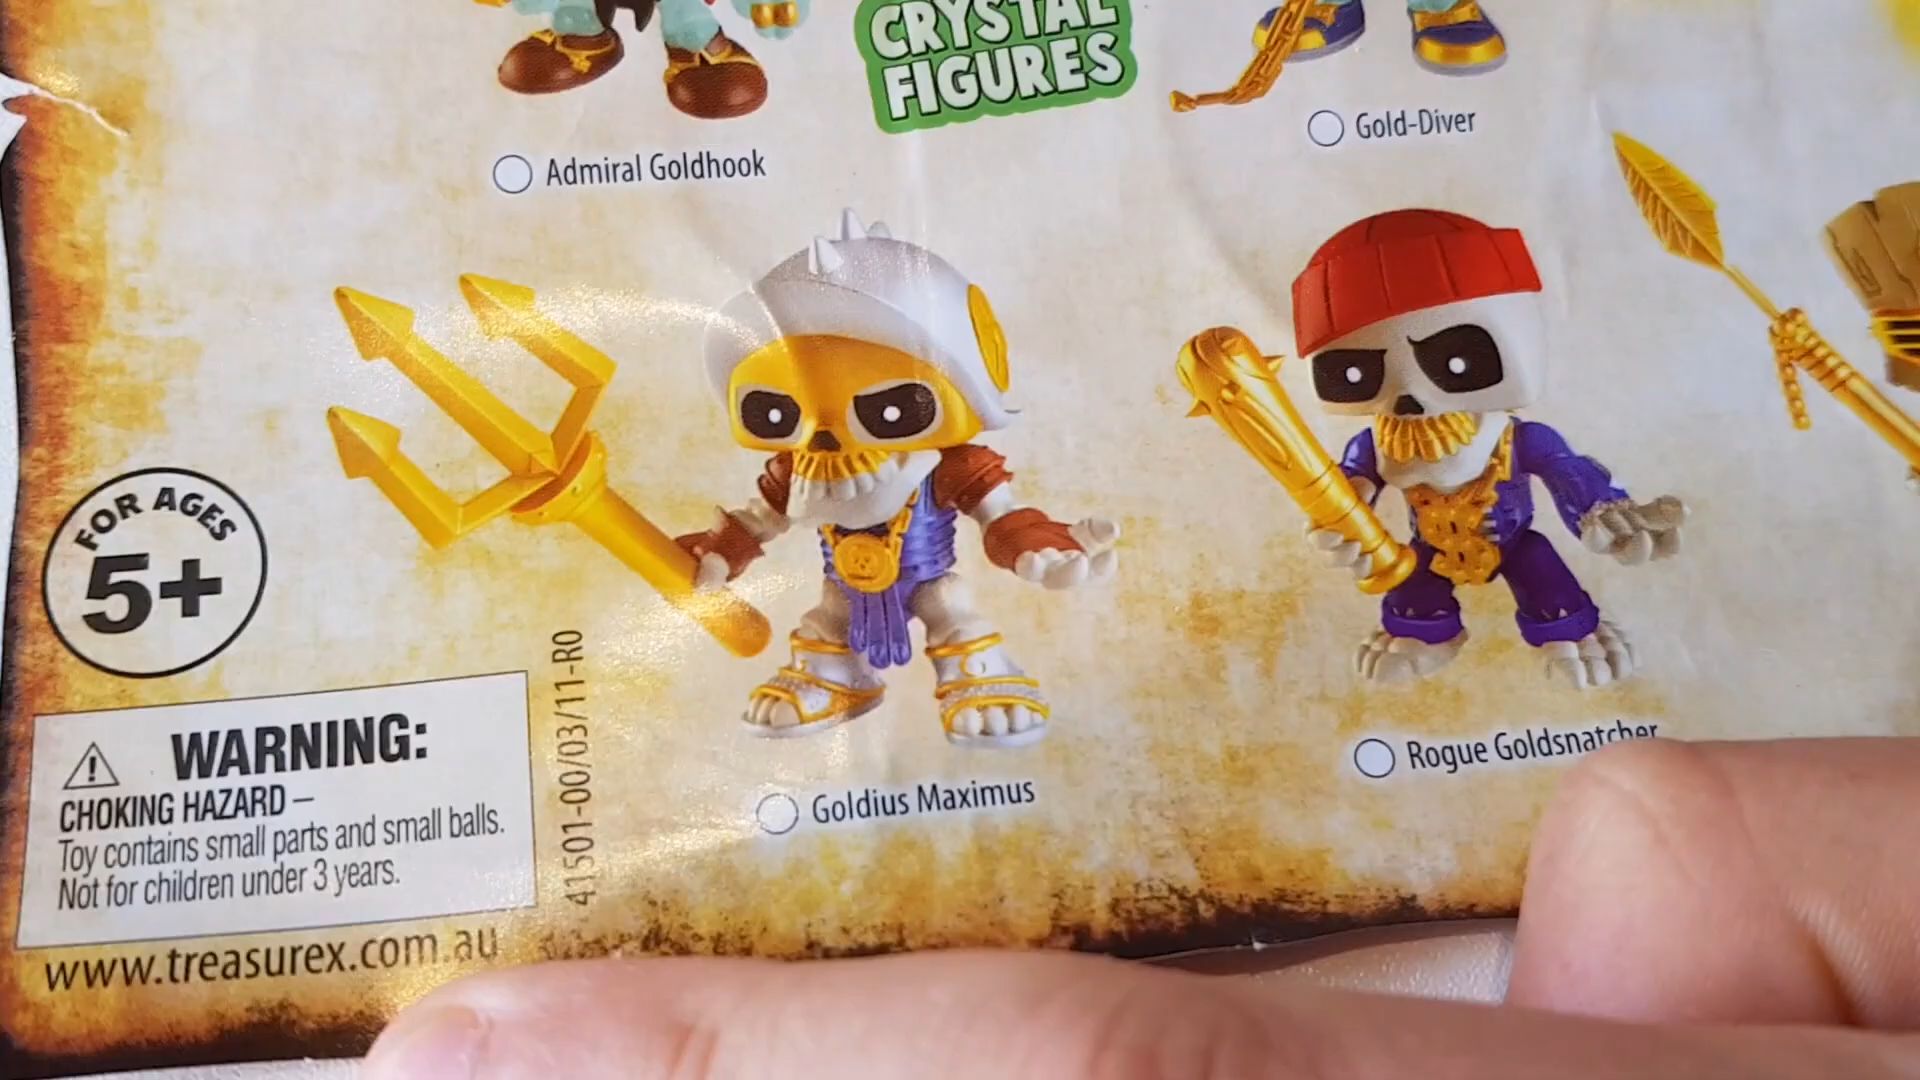 CRYSTAL
FIGURES
Gold-Diver
Admiral Goldhook
FOR AGES
5+
WARNING:
CHOKING HAZARD –
Toy contains small parts and small balls.
Not for children under 3 years.
41501-00/03/11-R0
Goldius Maximus
Rogue Goldsnatcher
www.treasurex.com.au